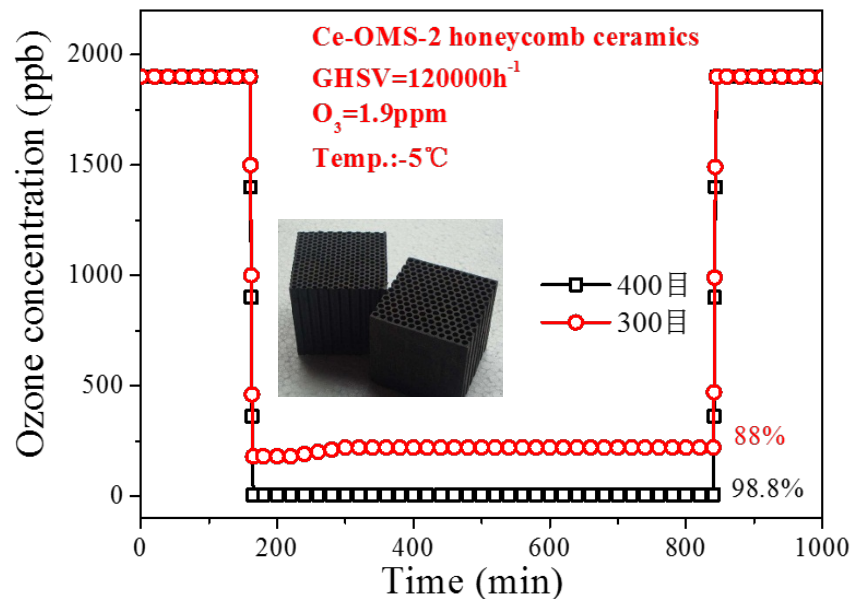 Ce-OMS-2 honeycomb ceramics
GHSV=120000h⁻¹
O₃=1.9ppm
Temp.:-5℃
Ozone concentration (ppb)
2000
1500
1000
500
0
400目
300目
88%
98.8%
0
200
400
600
800
1000
Time (min)